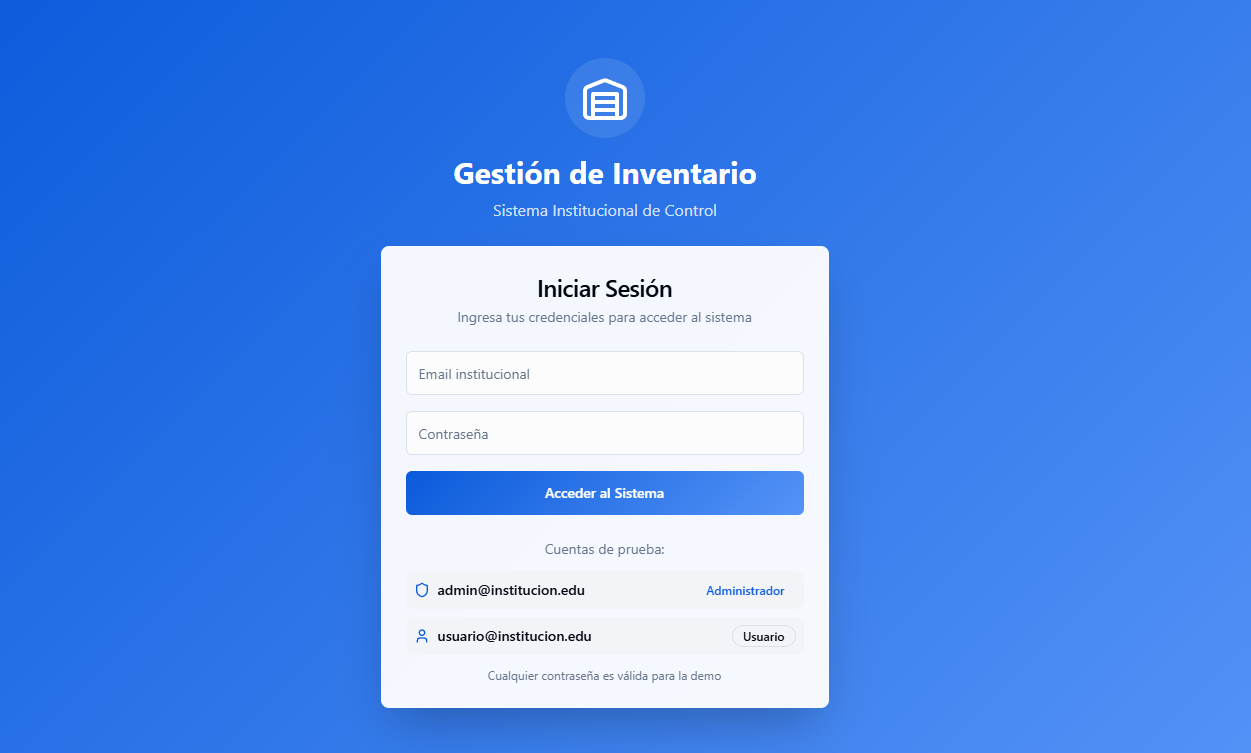 Gestión de Inventario
Sistema Institucional de Control
Iniciar Sesión
Ingresa tus credenciales para acceder al sistema
Email institucional
Contraseña
Acceder al Sistema
Cuentas de prueba:
admin@institucion.edu Administrador
usuario@institucion.edu Usuario
Cualquier contraseña es válida para la demo